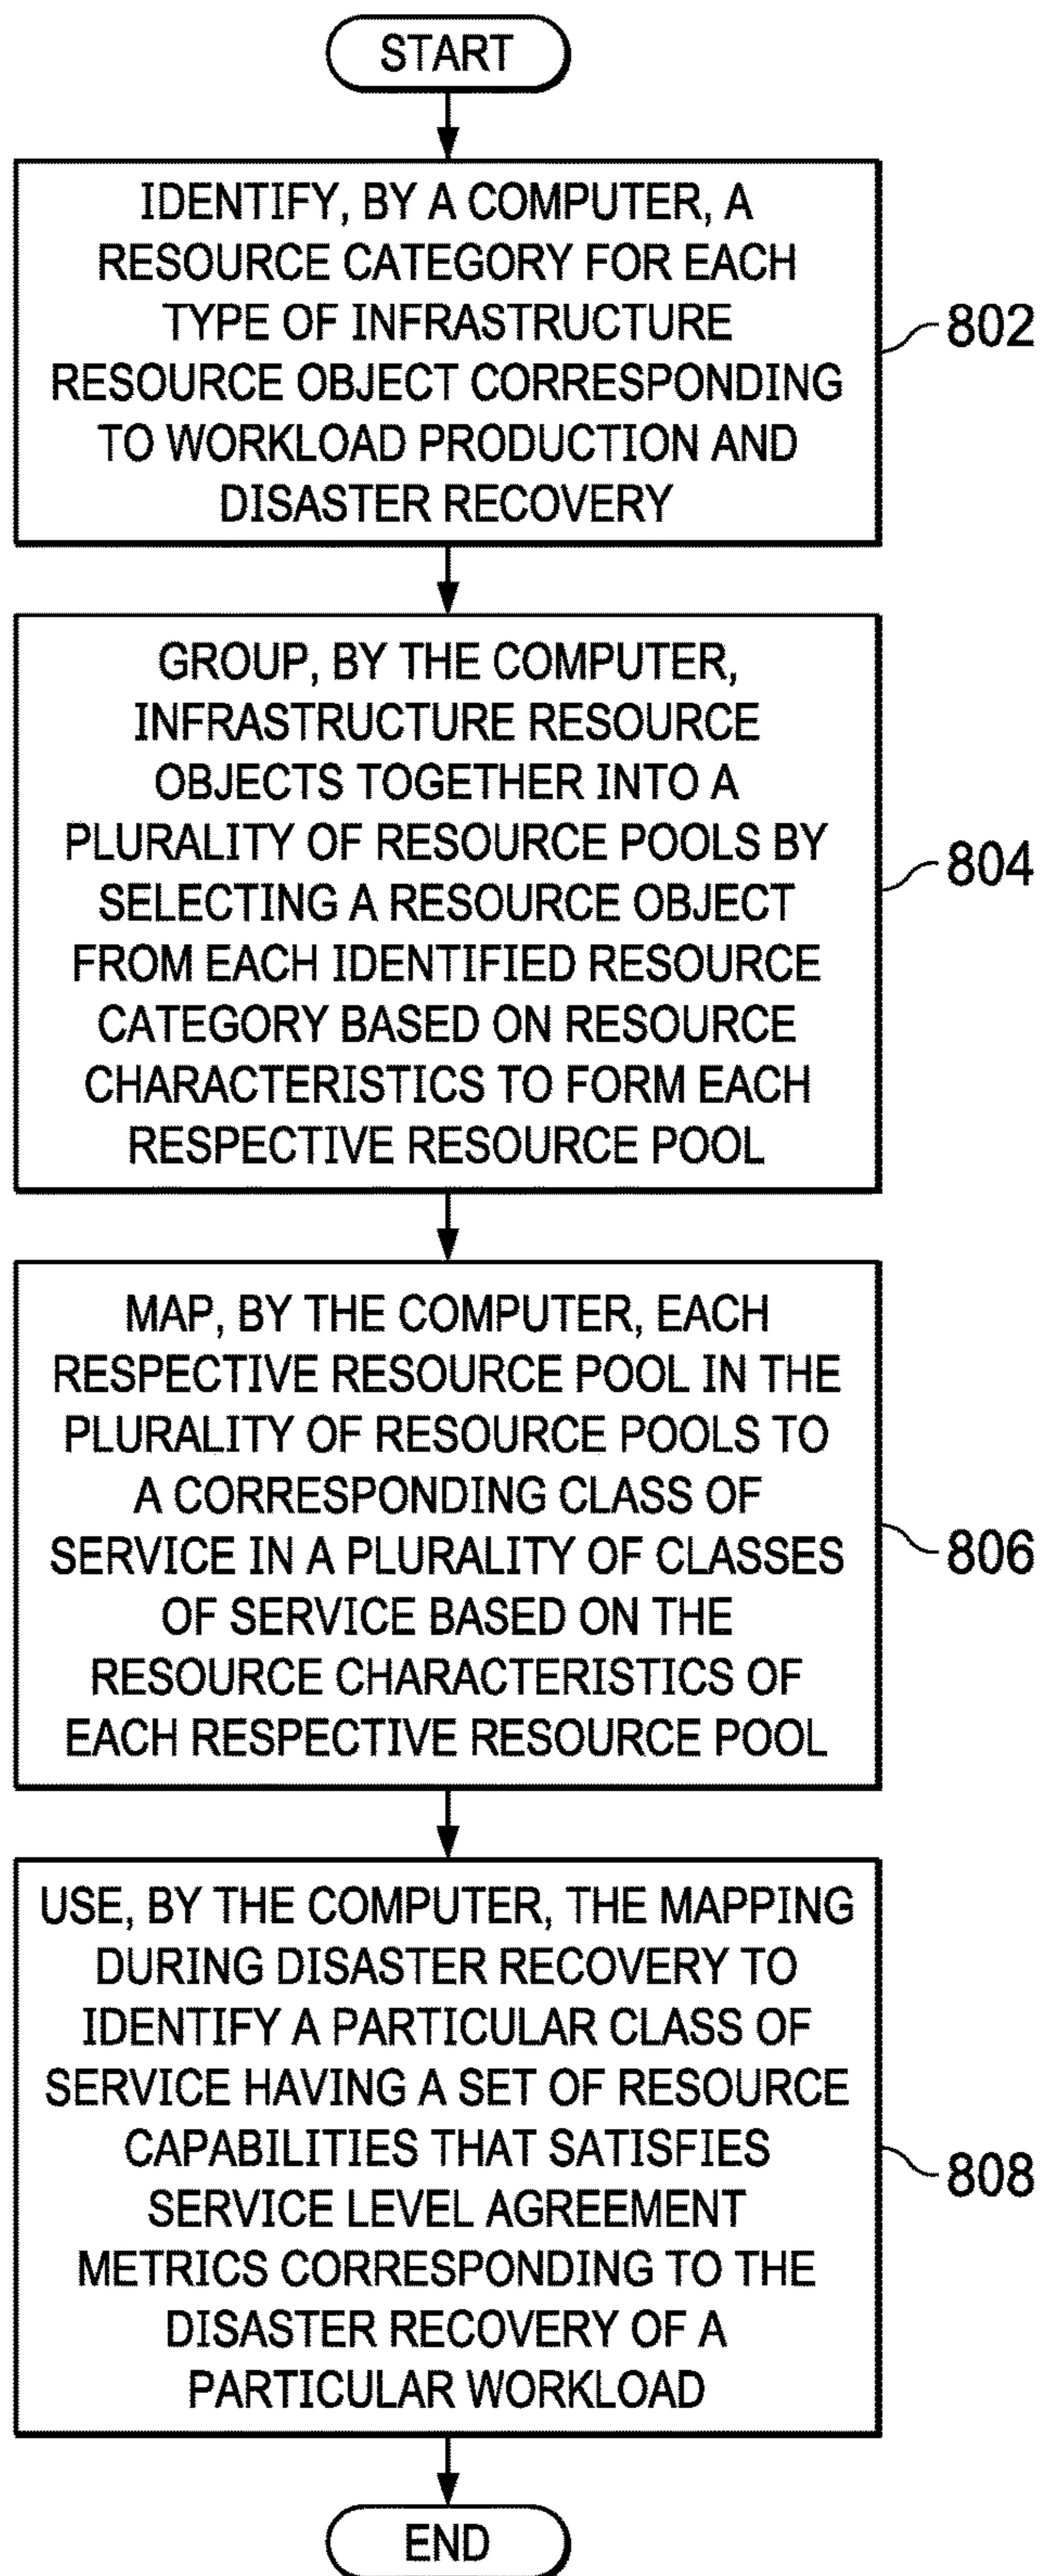 START
IDENTIFY, BY A COMPUTER, A
RESOURCE CATEGORY FOR EACH
TYPE OF INFRASTRUCTURE
RESOURCE OBJECT CORRESPONDING
TO WORKLOAD PRODUCTION AND
DISASTER RECOVERY
802
GROUP, BY THE COMPUTER,
INFRASTRUCTURE RESOURCE
OBJECTS TOGETHER INTO A
PLURALITY OF RESOURCE POOLS BY
SELECTING A RESOURCE OBJECT
FROM EACH IDENTIFIED RESOURCE
CATEGORY BASED ON RESOURCE
CHARACTERISTICS TO FORM EACH
RESPECTIVE RESOURCE POOL
804
MAP, BY THE COMPUTER, EACH
RESPECTIVE RESOURCE POOL IN THE
PLURALITY OF RESOURCE POOLS TO
A CORRESPONDING CLASS OF
SERVICE IN A PLURALITY OF CLASSES
OF SERVICE BASED ON THE
RESOURCE CHARACTERISTICS OF
EACH RESPECTIVE RESOURCE POOL
806
USE, BY THE COMPUTER, THE MAPPING
DURING DISASTER RECOVERY TO
IDENTIFY A PARTICULAR CLASS OF
SERVICE HAVING A SET OF RESOURCE
CAPABILITIES THAT SATISFIES
SERVICE LEVEL AGREEMENT
METRICS CORRESPONDING TO THE
DISASTER RECOVERY OF A
PARTICULAR WORKLOAD
808
END